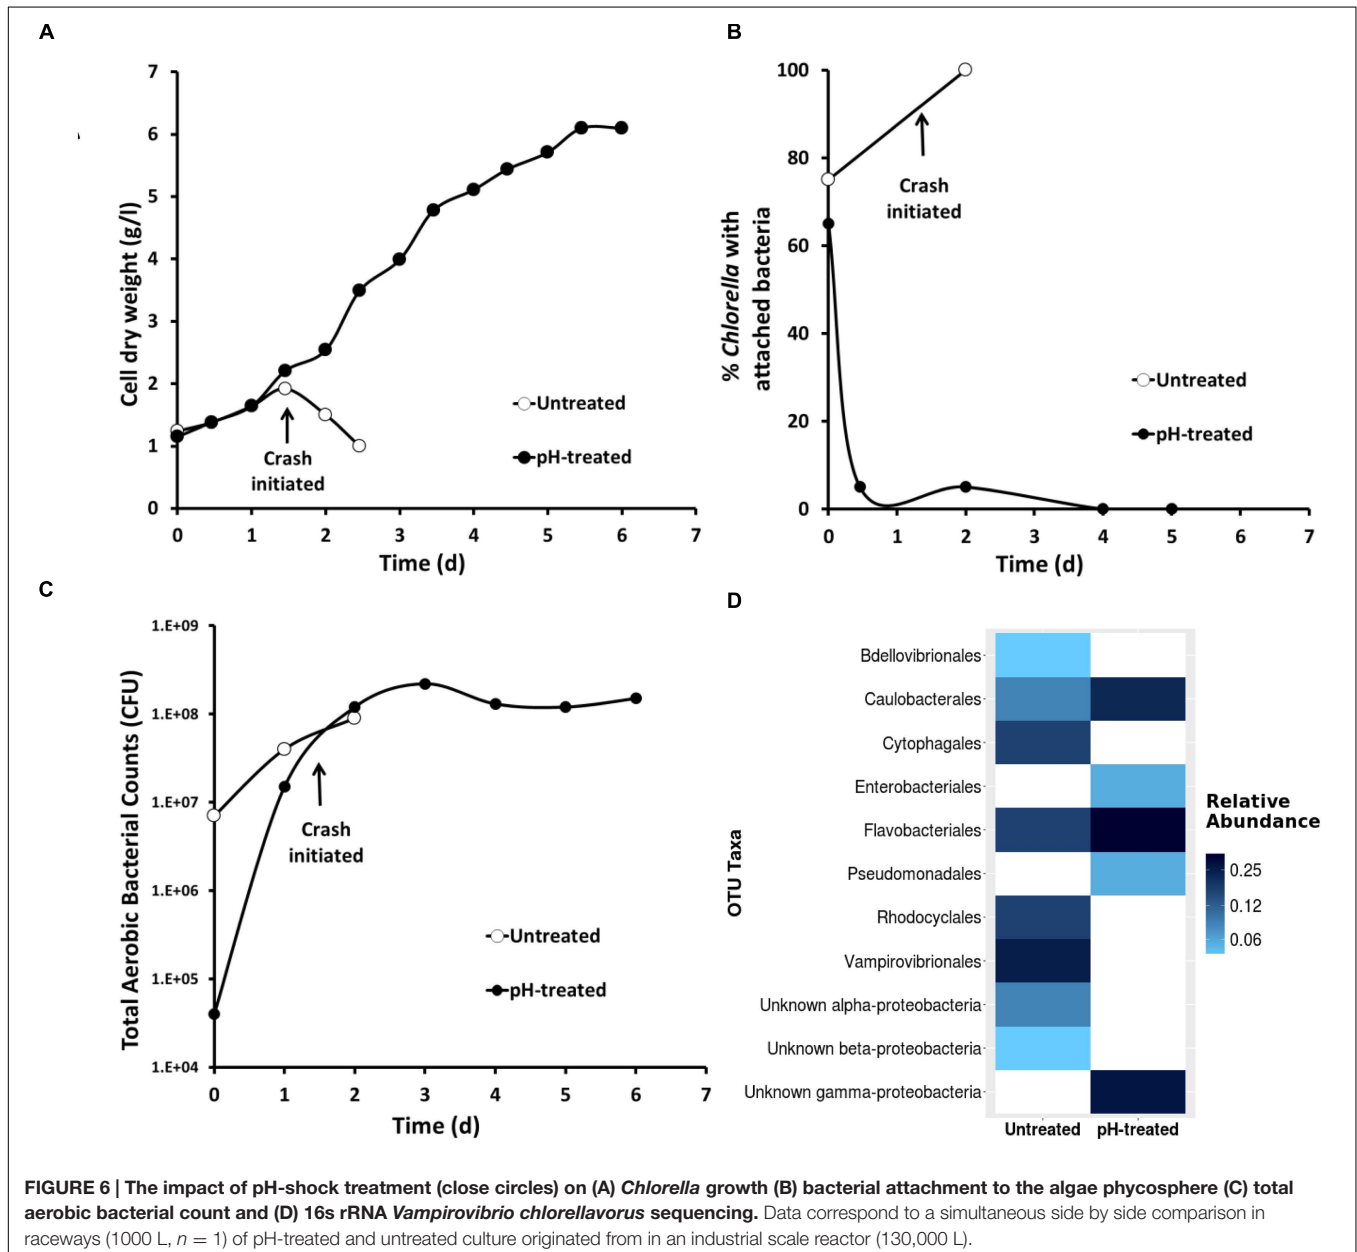 A
7
6
5
4
3
2
1
0
Cell dry weight (g/l)
Crash
initiated
Untreated
pH-treated
0 1 2 3 4 5 6 7
Time (d)
B
100
80
60
40
20
0
% Chlorella with
attached bacteria
Crash
initiated
Untreated
pH-treated
0 1 2 3 4 5 6 7
Time (d)
C
1.E+09
1.E+08
1.E+07
1.E+06
1.E+05
1.E+04
Total Aerobic Bacterial Counts (CFU)
Crash
initiated
Untreated
pH-treated
0 1 2 3 4 5 6 7
Time (d)
D
OTU Taxa
Bdellovibrionales
Caulobacterales
Cytophagales
Enterobacteriales
Flavobacteriales
Pseudomonadales
Rhodocyclales
Vampirovibrionales
Unknown alpha-proteobacteria
Unknown beta-proteobacteria
Unknown gamma-proteobacteria
Untreated pH-treated
Relative
Abundance
0.25
0.12
0.06
FIGURE 6 | The impact of pH-shock treatment (close circles) on (A) Chlorella growth (B) bacterial attachment to the algae phycosphere (C) total
aerobic bacterial count and (D) 16s rRNA Vampirovibrio chlorellavorus sequencing. Data correspond to a simultaneous side by side comparison in
raceways (1000 L, n = 1) of pH-treated and untreated culture originated from in an industrial scale reactor (130,000 L).